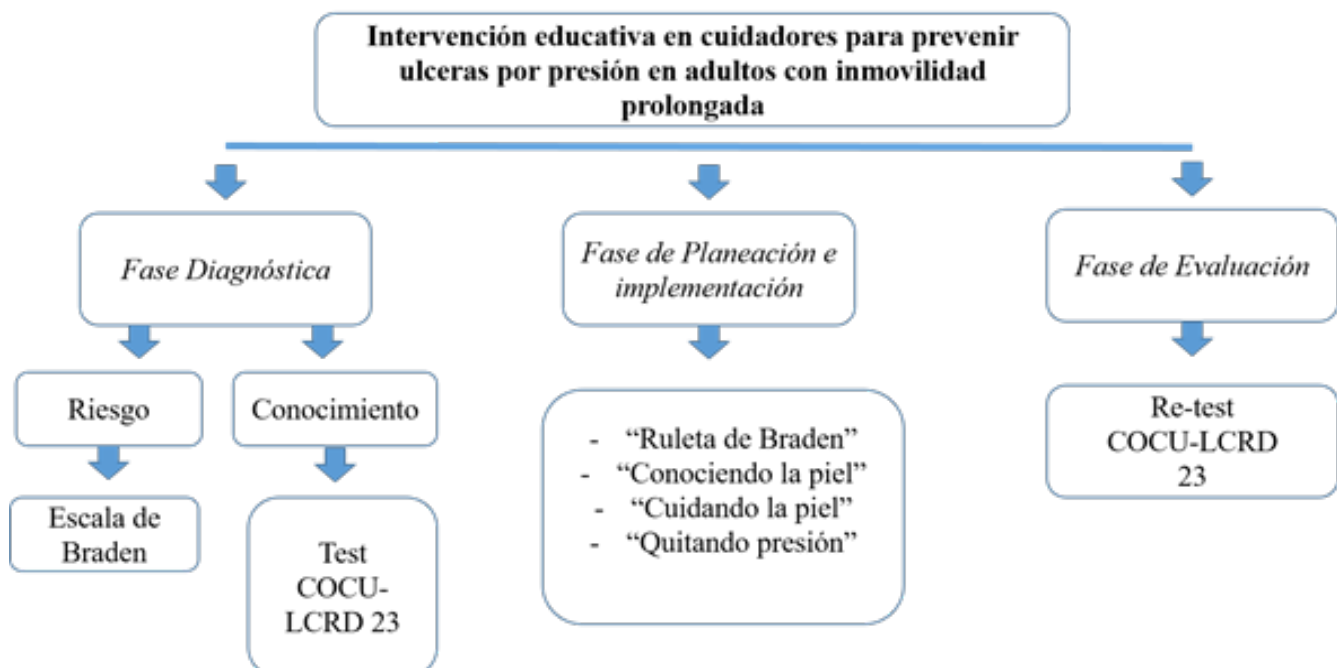 Intervención educativa en cuidadores para prevenir
ulceras por presión en adultos con inmovilidad
prolongada
Fase Diagnóstica
Fase de Planeación e
implementación
Fase de Evaluación
Riesgo
Conocimiento
Escala de
Braden
Test
COCU-
LCRD 23
- “Ruleta de Braden”
- “Conociendo la piel”
- “Cuidando la piel”
- “Quitando presión”
Re-test
COCU-LCRD
23